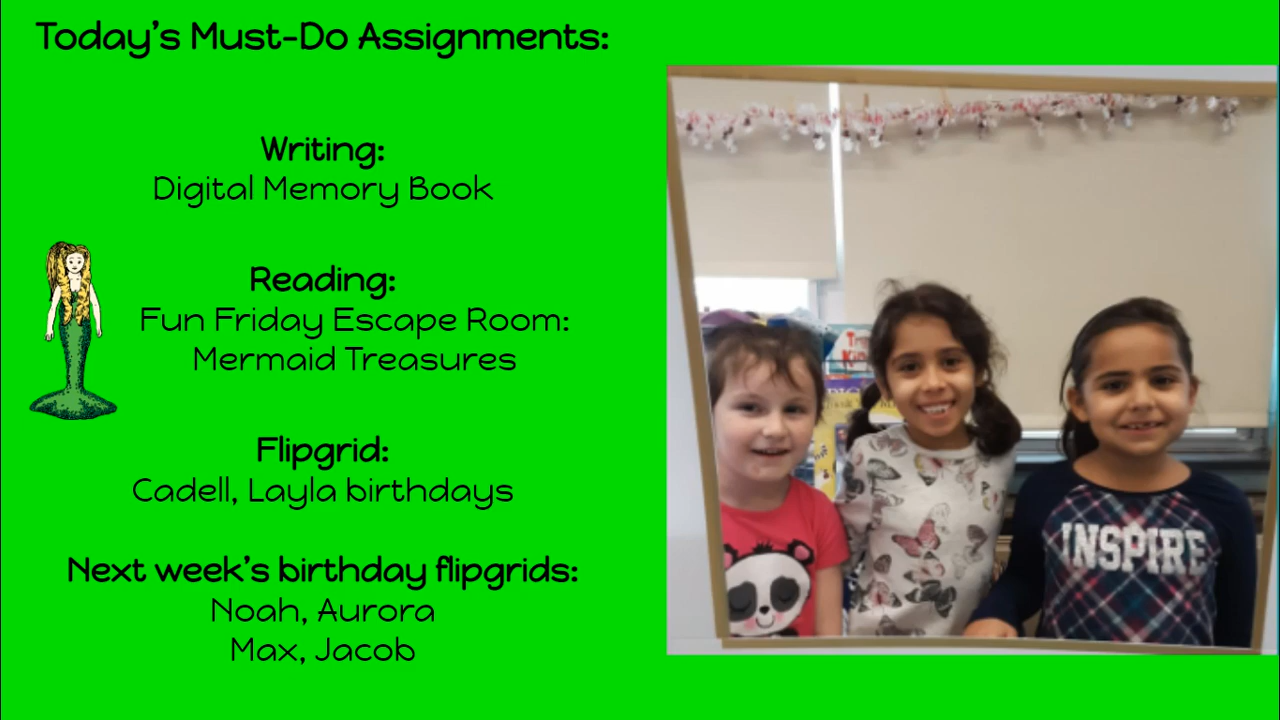 Today's Must-Do Assignments:
Writing:
Digital Memory Book
Reading:
Fun Friday Escape Room:
Mermaid Treasures
Flipgrid:
Cadell, Layla birthdays
Next week's birthday flipgrids:
Noah, Aurora
Max, Jacob
INSPIRE